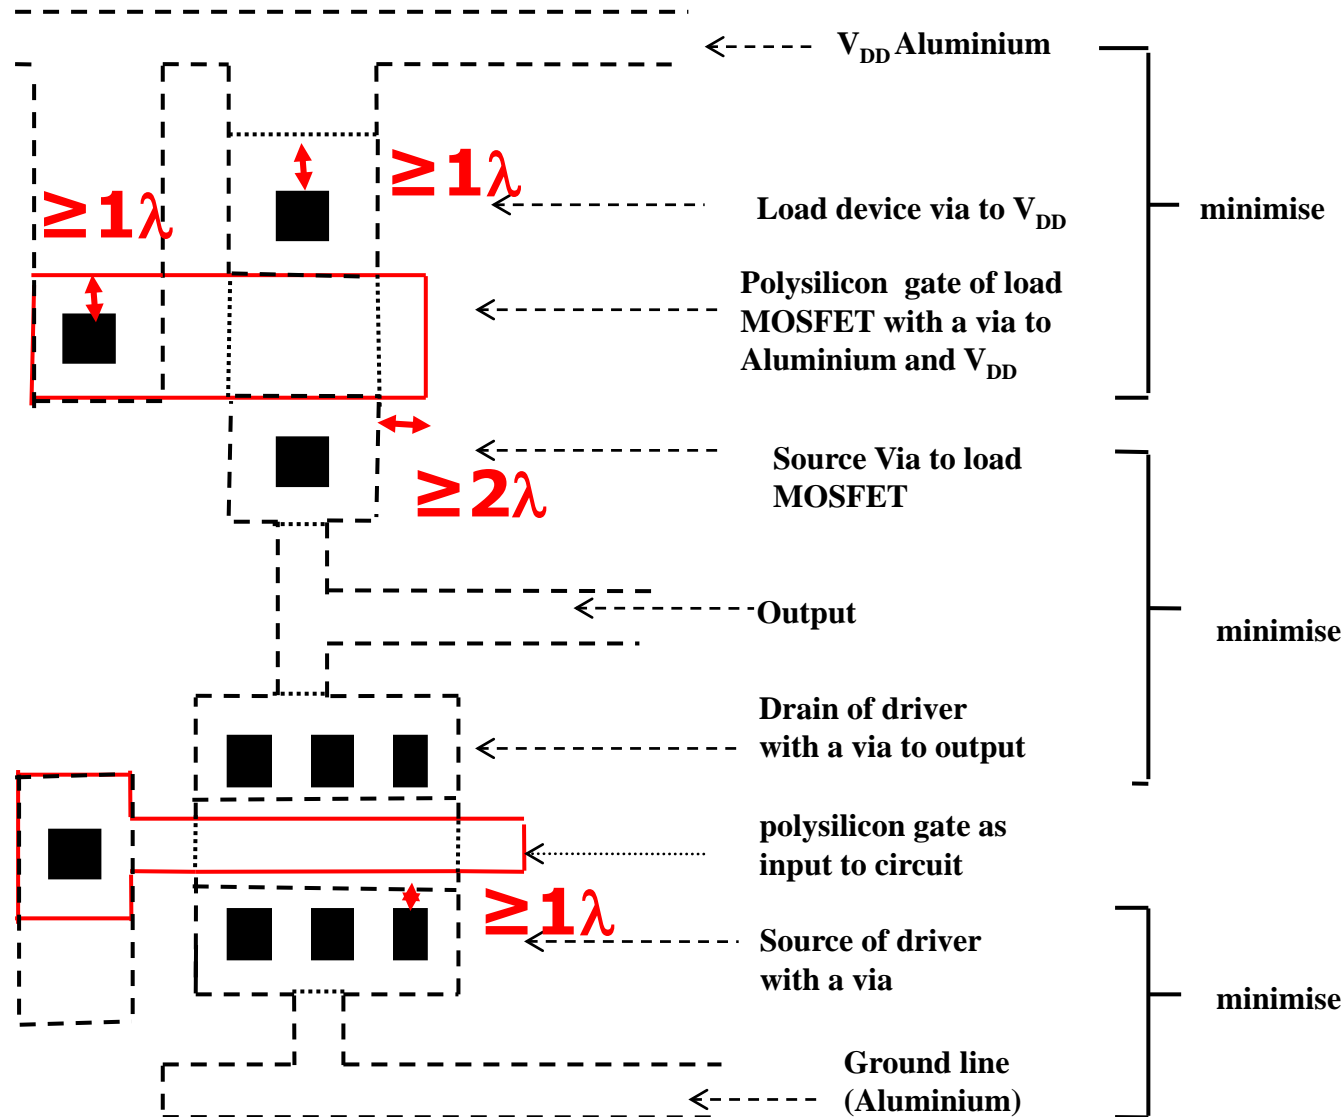 V_DD Aluminium
≥1λ
≥1λ
Load device via to V_DD
minimise
Polysilicon gate of load
MOSFET with a via to
Aluminium and V_DD
Source Via to load
MOSFET
≥2λ
Output
minimise
Drain of driver
with a via to output
polysilicon gate as
input to circuit
≥1λ
Source of driver
with a via
minimise
Ground line
(Aluminium)